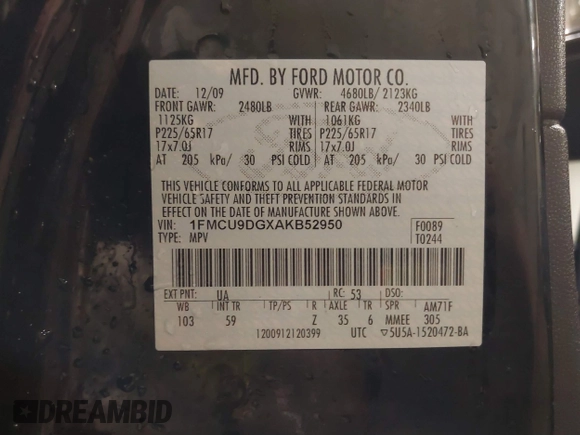 MFD. BY FORD MOTOR CO.
DATE: 12/09 GVWR: 4680LB/ 2123KG
FRONT GAWR: 2480LB REAR GAWR: 2340LB
1125KG WITH 1061KG WITH
P225/65R17 TIRES P225/65R17 TIRES
17x7.0J RIMS 17x7.0J RIMS
AT 205 kPa/ 30 PSI COLD AT 205 kPa/ 30 PSI COLD
THIS VEHICLE CONFORMS TO ALL APPLICABLE FEDERAL MOTOR
VEHICLE SAFETY AND THEFT PREVENTION STANDARDS IN
EFFECT ON THE DATE OF MANUFACTURE SHOWN ABOVE.
VIN: 1FMCU9DGXAKB52950 F0089
TYPE: MPV T0244
EXT PNT: UA RC: 53 DSO:
WB INT TR TP/PS R AXLE TR SPR AM71F
103 59 Z 35 6 MMEE 305
1200912120399 UTC ▽5U5A-1520472-BA
DREAMBID